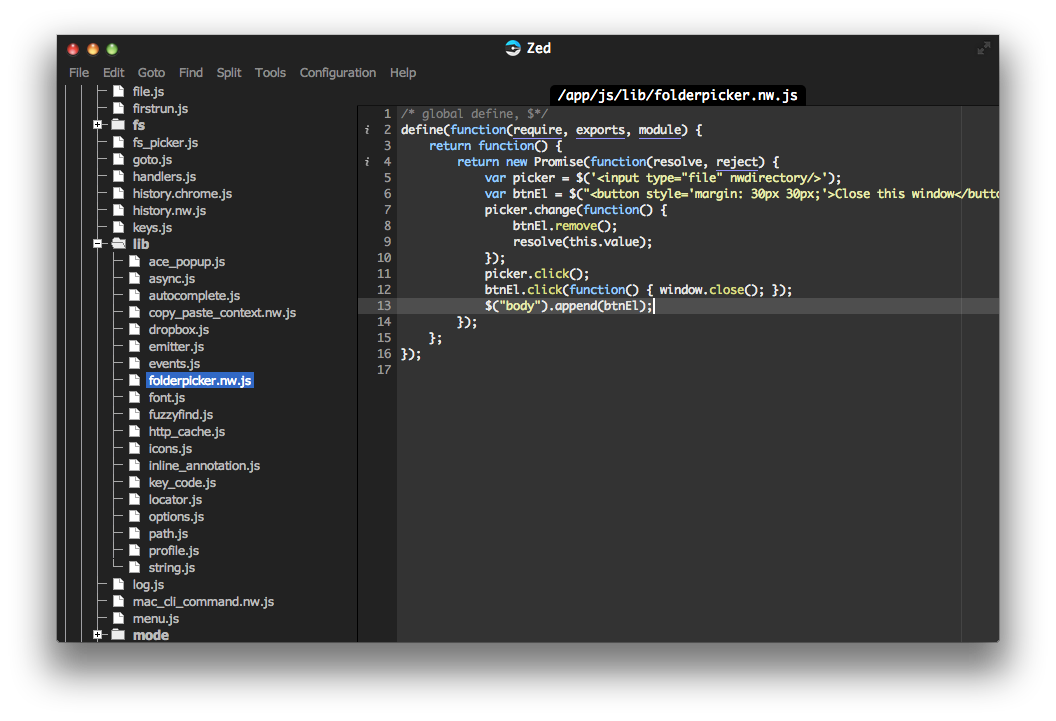 Zed
File Edit Goto Find Split Tools Configuration Help
file.js
firstrun.js
fs
fs_picker.js
goto.js
handlers.js
history.chrome.js
history.nw.js
keys.js
lib
ace_popup.js
async.js
autocomplete.js
copy_paste_context.nw.js
dropbox.js
emitter.js
events.js
folderpicker.nw.js
font.js
fuzzyfind.js
http_cache.js
icons.js
inline_annotation.js
key_code.js
locator.js
options.js
path.js
profile.js
string.js
log.js
mac_cli_command.nw.js
menu.js
mode
/app/js/lib/folderpicker.nw.js
1 /* global define, $*/
i 2 define(function(require, exports, module) {
3 return function() {
i 4 return new Promise(function(resolve, reject) {
5 var picker = $('<input type="file" nwdirectory/>');
6 var btnEl = $("<button style='margin: 30px 30px;'>Close this window</butto
7 picker.change(function() {
8 btnEl.remove();
9 resolve(this.value);
10 });
11 picker.click();
12 btnEl.click(function() { window.close(); });
13 $("body").append(btnEl);
14 });
15 };
16 });
17